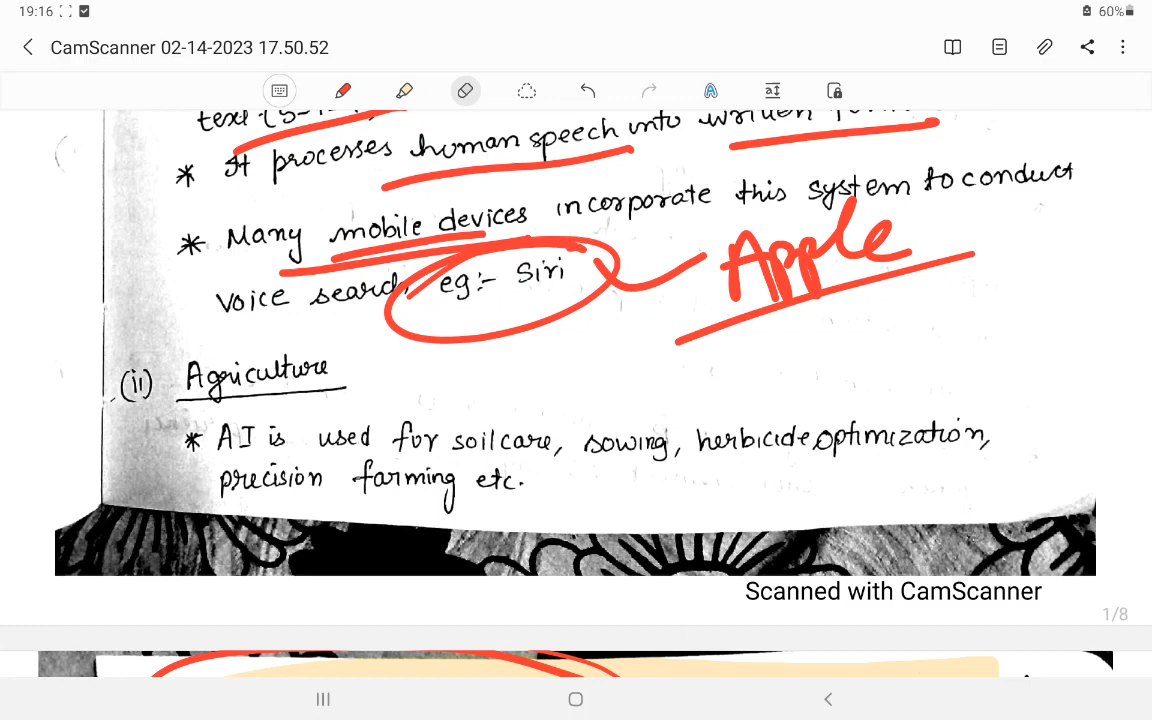 19:16
60%
CamScanner 02-14-2023 17.50.52
text
* It processes human speech into written
* Many mobile devices incorporate this system to conduct
voice search, eg:- Siri
Apple
(ii) Agriculture
* AI is used for soilcare, sowing, herbicide optimization,
precision farming etc.
Scanned with CamScanner
1/8